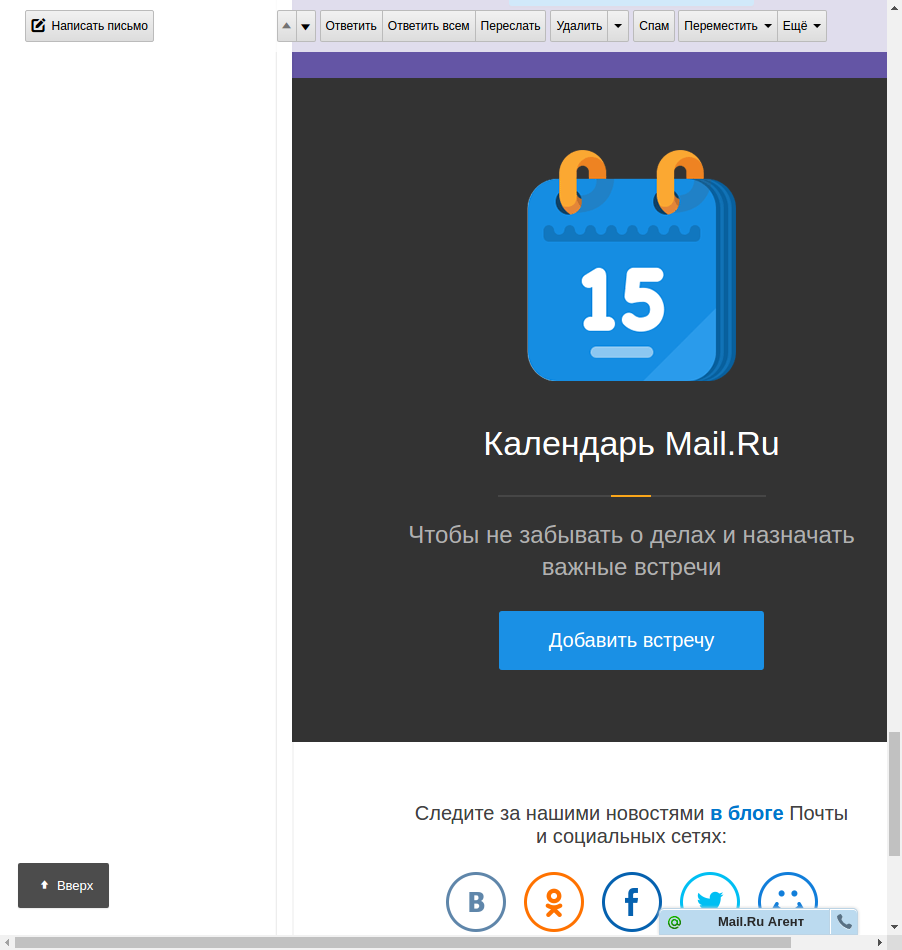 Написать письмо
Ответить Ответить всем Переслать Удалить Спам Переместить Ещё
15
Календарь Mail.Ru
Чтобы не забывать о делах и назначать
важные встречи
Добавить встречу
Следите за нашими новостями в блоге Почты
и социальных сетях:
Вверх
Mail.Ru Агент